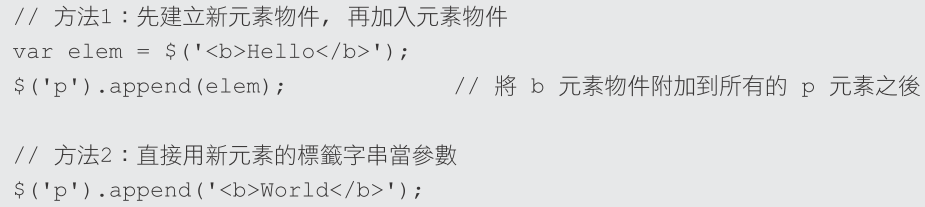 // 方法1：先建立新元素物件, 再加入元素物件
var elem = $('<b>Hello</b>');
$('p').append(elem);                // 將 b 元素物件附加到所有的 p 元素之後
// 方法2：直接用新元素的標籤字串當參數
$('p').append('<b>World</b>');